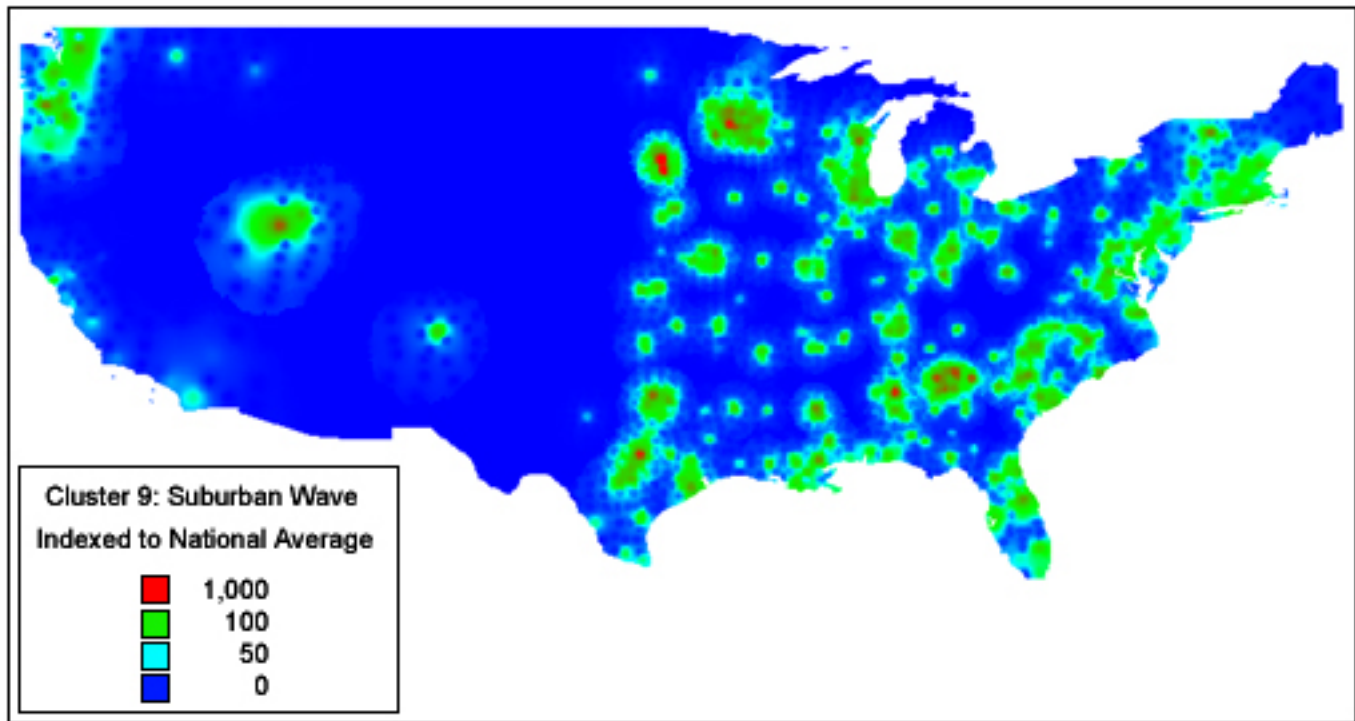 Cluster 9: Suburban Wave
Indexed to National Average
1,000
100
50
0